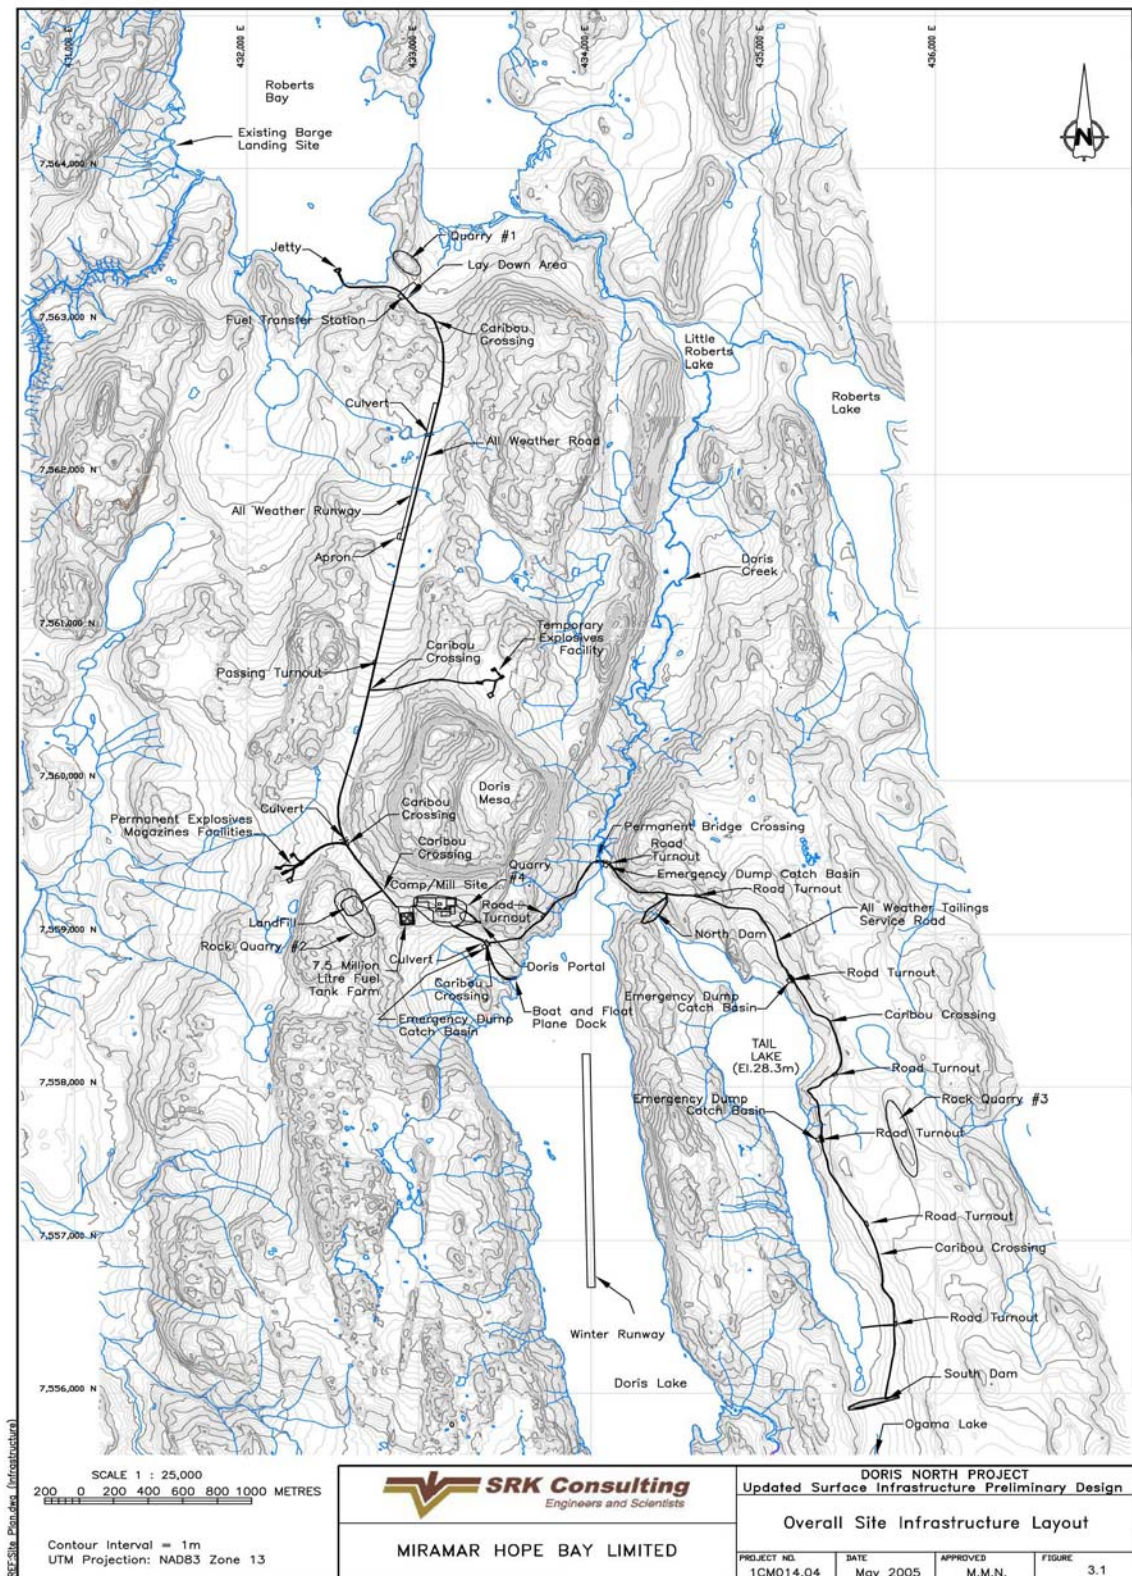 431,000 E
432,000 E
433,000 E
434,000 E
435,000 E
436,000 E
Roberts
Bay
Existing Barge
Landing Site
N
7,564,000 N
Quarry #1
Jetty
Lay Down Area
7,563,000 N
Fuel Transfer Station
Caribou
Crossing
Little
Roberts
Lake
Roberts
Lake
Culvert
All Weather Road
7,562,000 N
All Weather Runway
Apron
Doris
Creek
7,561,000 N
Temporary
Explosives
Facility
Caribou
Crossing
Passing Turnout
7,560,000 N
Doris
Mesa
Culvert
Caribou
Crossing
Permanent Explosives
Magazines Facilities
Caribou
Crossing
Permanent Bridge Crossing
Road
Turnout
Quarry
#4
Emergency Dump Catch Basin
Camp/Mill Site
Road Turnout
Road
Turnout
LandFill
All Weather Tailings
Service Road
7,559,000 N
North Dam
Rock Quarry #2
Culvert
Doris Portal
7.5 Million
Litre Fuel
Tank Farm
Road Turnout
Caribou
Crossing
Emergency Dump
Catch Basin
Boat and Float
Plane Dock
Emergency Dump
Catch Basin
Caribou Crossing
TAIL
LAKE
(El.28.3m)
Road Turnout
7,558,000 N
Emergency Dump
Catch Basin
Rock Quarry #3
Road Turnout
Road Turnout
7,557,000 N
Caribou Crossing
Winter Runway
Road Turnout
Doris Lake
South Dam
7,556,000 N
Ogama Lake
REF:Site Plan.dwg (Infrastructure)
SCALE 1 : 25,000
200 0 200 400 600 800 1000 METRES
Contour Interval = 1m
UTM Projection: NAD83 Zone 13
SRK Consulting
Engineers and Scientists
MIRAMAR HOPE BAY LIMITED
DORIS NORTH PROJECT
Updated Surface Infrastructure Preliminary Design
Overall Site Infrastructure Layout
PROJECT NO.
1CM014.04
DATE
May 2005
APPROVED
M.M.N.
FIGURE
3.1